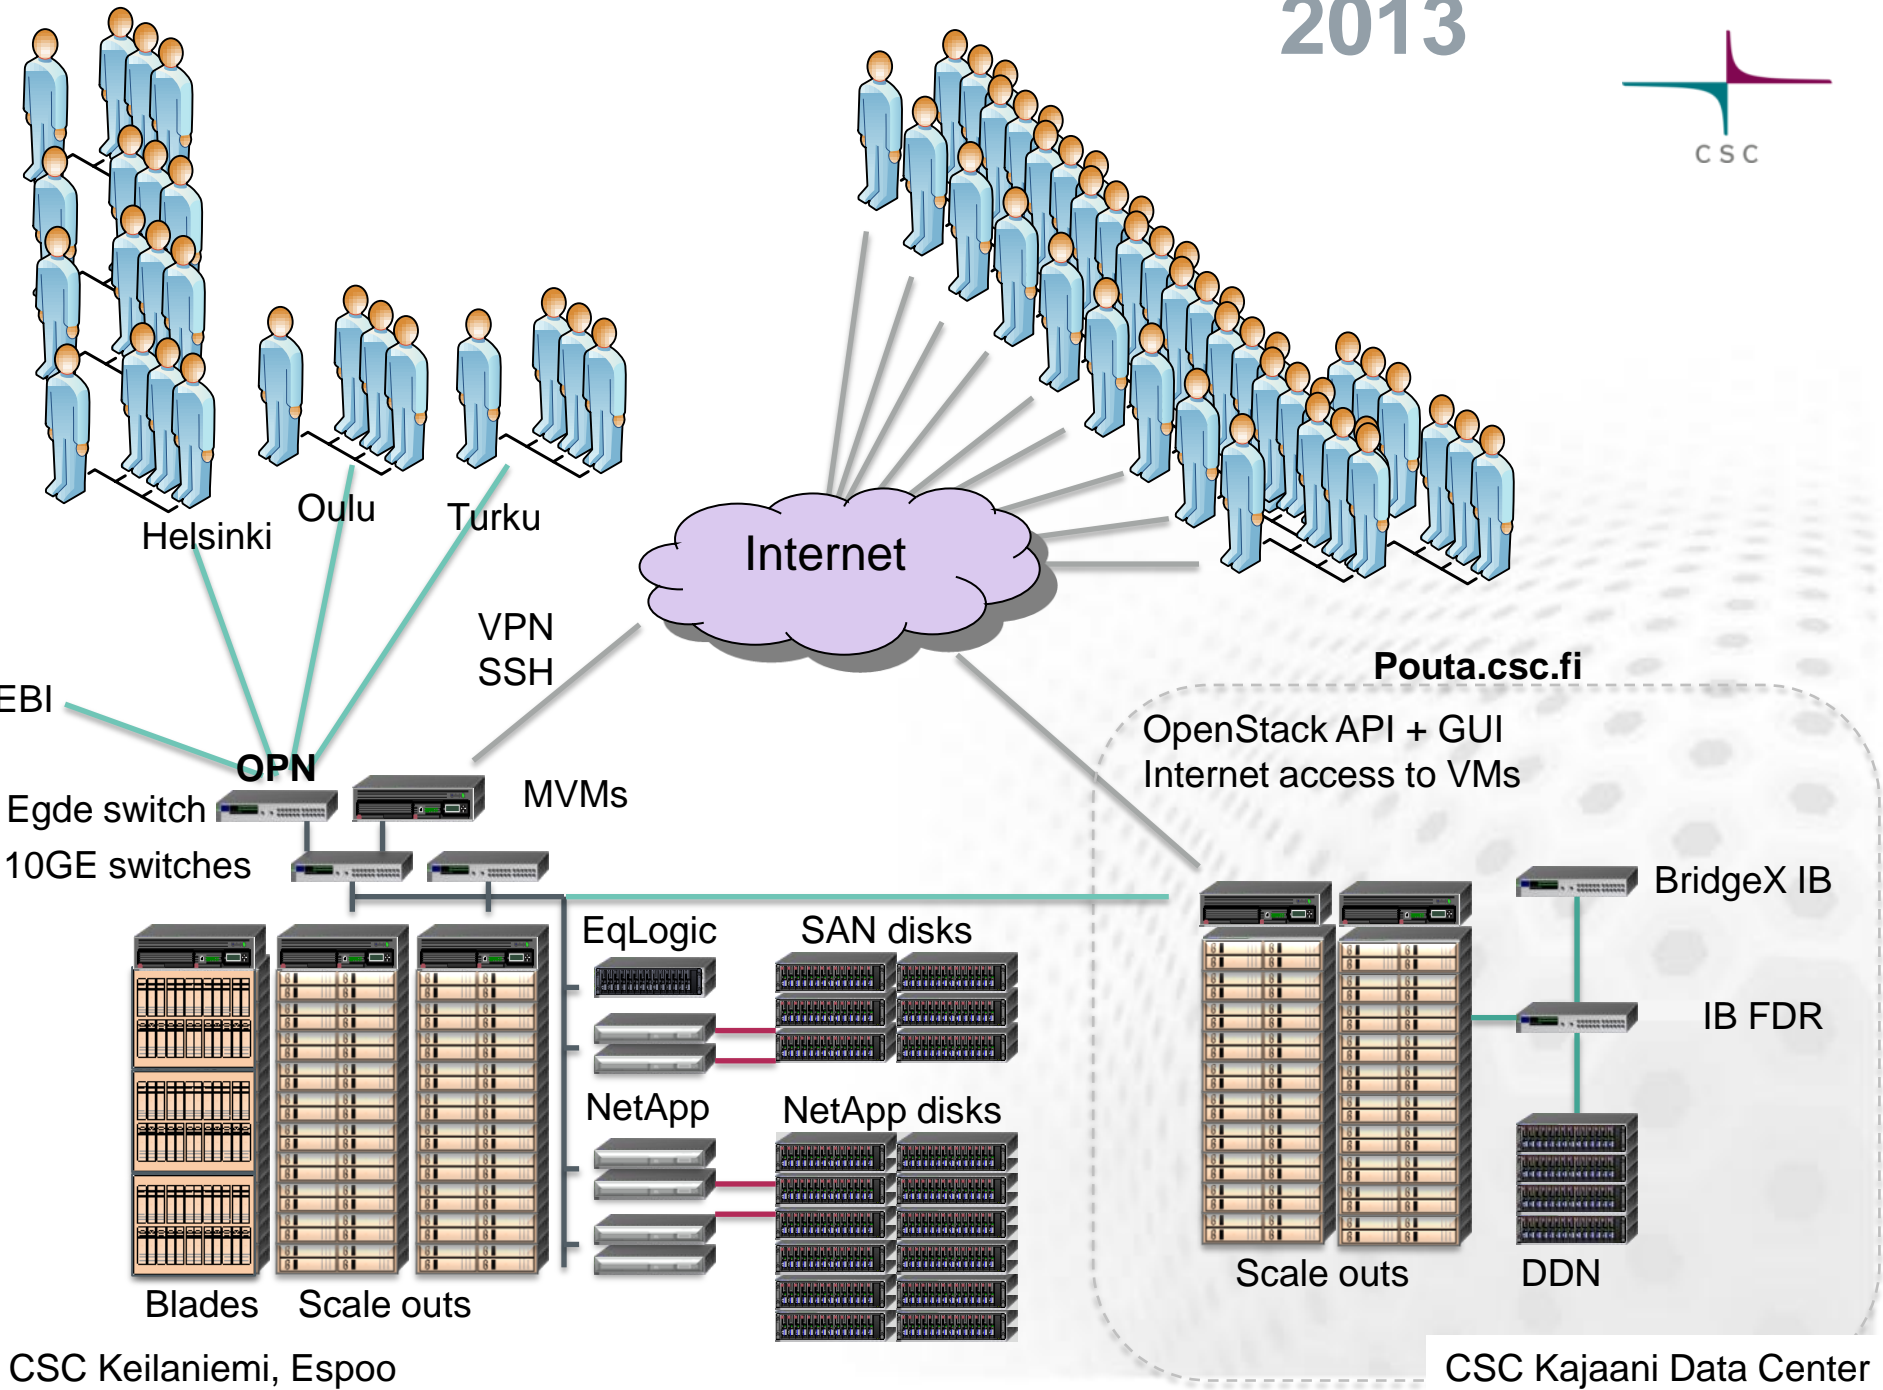 2013
CSC
Helsinki
Oulu
Turku
Internet
VPN
SSH
EBI
Pouta.csc.fi
OpenStack API + GUI
Internet access to VMs
OPN
MVMs
Egde switch
10GE switches
BridgeX IB
EqLogic
SAN disks
IB FDR
NetApp
NetApp disks
Scale outs
DDN
Blades
Scale outs
CSC Keilaniemi, Espoo
CSC Kajaani Data Center